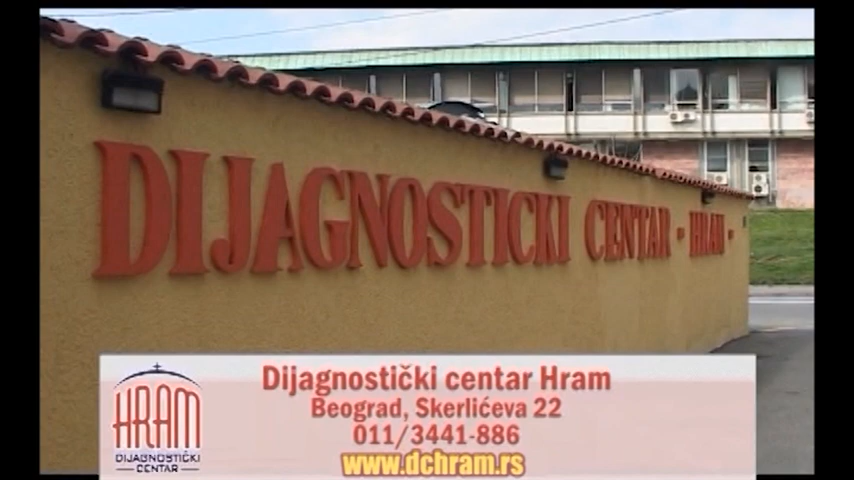 DIJAGNOSTICKI CENTAR - HRAM -
HRAM
DIJAGNOSTIČKI
CENTAR
Dijagnostički centar Hram
Beograd, Skerlićeva 22
011/3441-886
www.dchram.rs